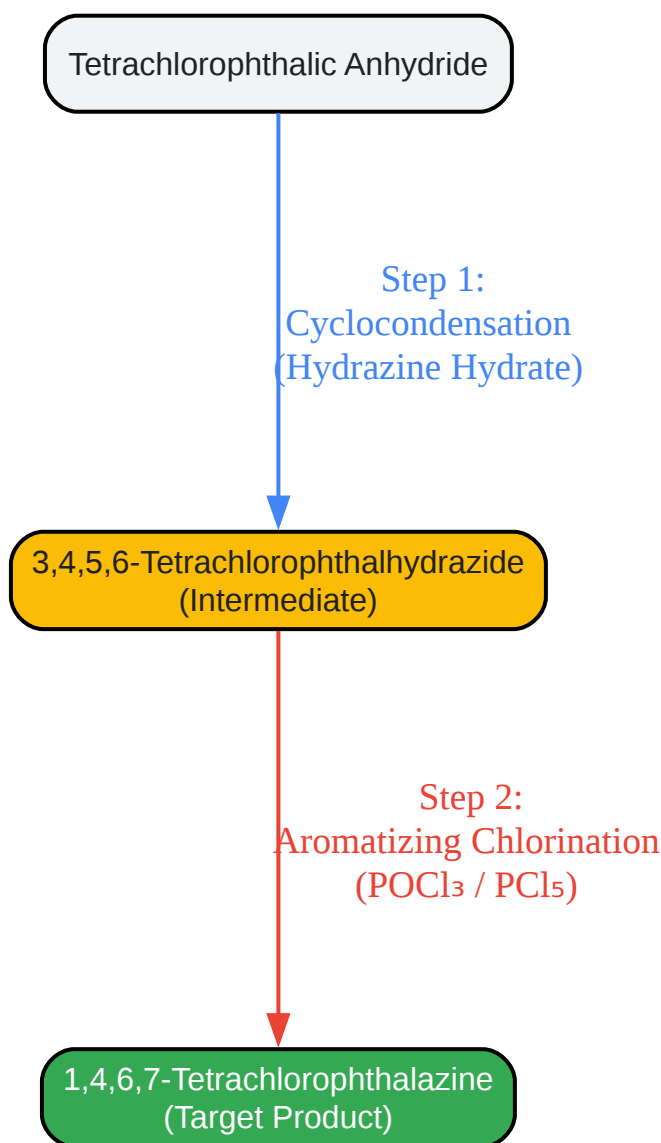 Tetrachlorophthalic Anhydride
Step 1:
Cyclocondensation
(Hydrazine Hydrate)
3,4,5,6-Tetrachlorophthalhydrazide
(Intermediate)
Step 2:
Aromatizing Chlorination
(POCl₃ / PCl₅)
1,4,6,7-Tetrachlorophthalazine
(Target Product)